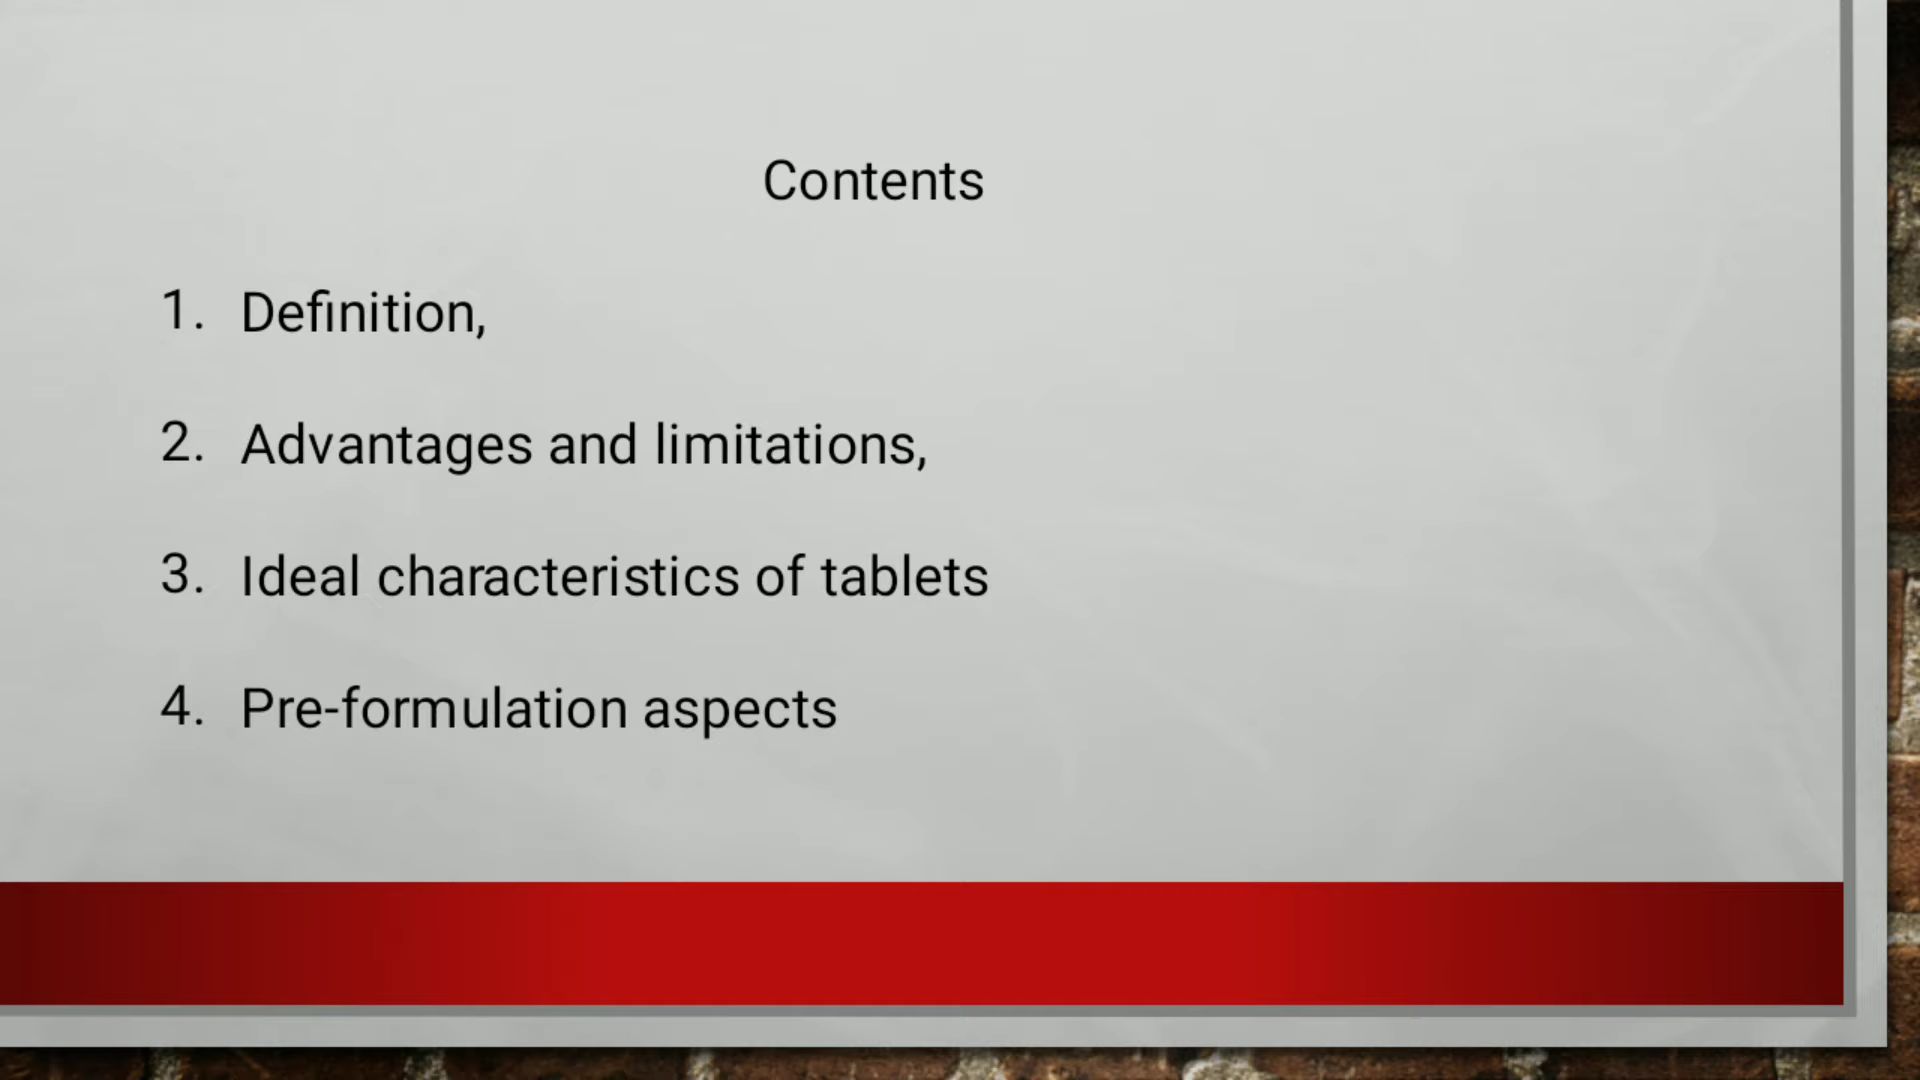 Contents
1. Definition,
2. Advantages and limitations,
3. Ideal characteristics of tablets
4. Pre-formulation aspects